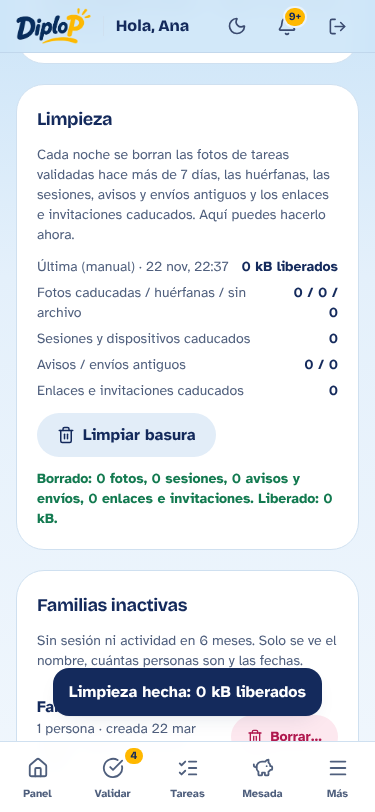 DiploP
Hola, Ana
9+
Limpieza
Cada noche se borran las fotos de tareas
validadas hace más de 7 días, las huérfanas, las
sesiones, avisos y envíos antiguos y los enlaces
e invitaciones caducados. Aquí puedes hacerlo
ahora.
Última (manual) · 22 nov, 22:37 0 kB liberados
Fotos caducadas / huérfanas / sin 0 / 0 /
archivo 0
Sesiones y dispositivos caducados 0
Avisos / envíos antiguos 0 / 0
Enlaces e invitaciones caducados 0
Limpiar basura
Borrado: 0 fotos, 0 sesiones, 0 avisos y
envíos, 0 enlaces e invitaciones. Liberado: 0
kB.
Familias inactivas
Sin sesión ni actividad en 6 meses. Solo se ve el
nombre, cuántas personas son y las fechas.
Limpieza hecha: 0 kB liberados
1 persona · creada 22 mar
Borrar...
4
Panel Validar Tareas Mesada Más